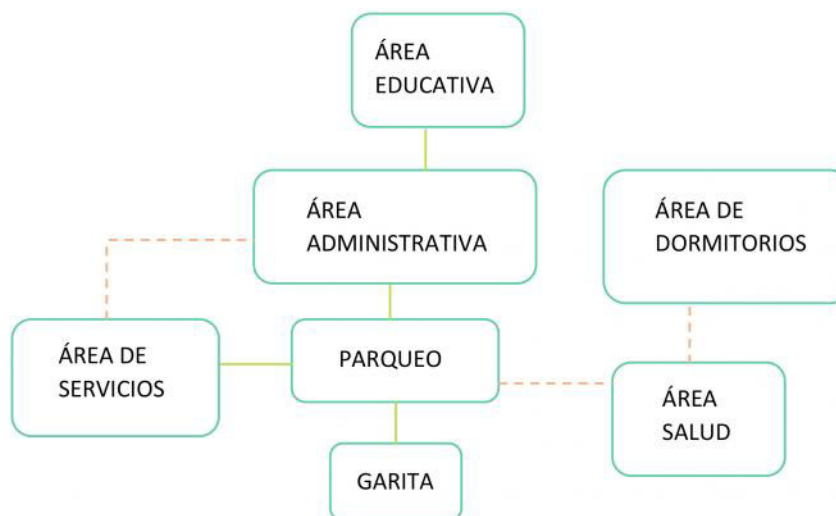 ÁREA
EDUCATIVA
ÁREA
ADMINISTRATIVA
ÁREA DE
DORMITORIOS
ÁREA DE
SERVICIOS
PARQUEO
ÁREA
SALUD
GARITA